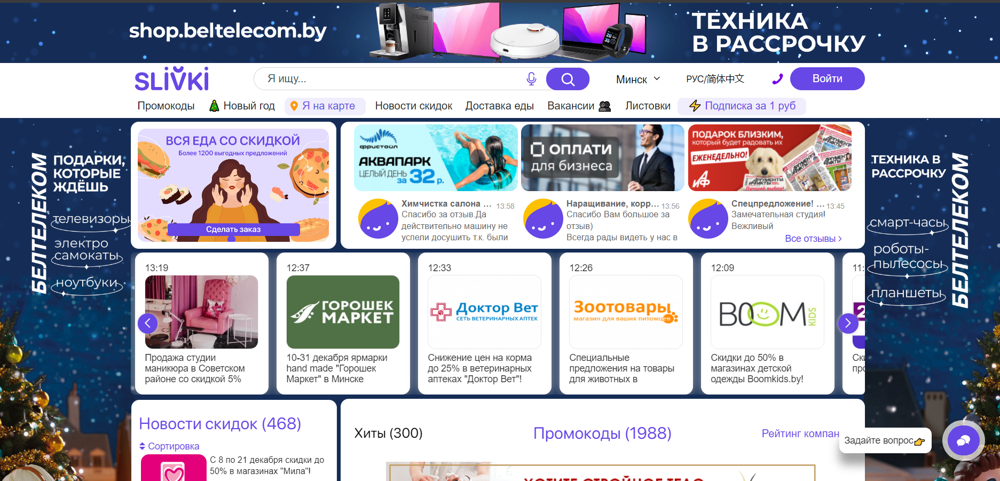 shop.beltelecom.by
ТЕХНИКА
В РАССРОЧКУ
SLIVKI
Я ищу...
Минск
РУС/简体中文
Войти
Промокоды
Новый год
Я на карте
Новости скидок
Доставка еды
Вакансии
Листовки
Подписка за 1 руб
БЕЛТЕЛЕКОМ
ПОДАРКИ,
КОТОРЫЕ
ЖДЁШЬ
телевизоры
электро
самокаты
ноутбуки
ВСЯ ЕДА СО СКИДКОЙ
Более 1200 выгодных предложений
Сделать заказ
фристайл
АКВАПАРК
ЦЕЛЫЙ ДЕНЬ
за 32 р.
ОПЛАТИ
для бизнеса
ПОДАРОК БЛИЗКИМ,
который будет радовать их
ЕЖЕНЕДЕЛЬНО!
АиФ
АРГУМЕНТЫ
И ФАКТЫ
Лучший выбор!
Химчистка салона ... 13:58
Спасибо за отзыв.Да
действительно машину не
успели досушить т.к. были
Наращивание, корр... 13:56
Спасибо Вам большое за
отзыв)
Всегда рады видеть у нас в
Спецпредложение! ... 13:45
Замечательная студия!
Вежливый
Все отзывы
ТЕХНИКА В
РАССРОЧКУ
БЕЛТЕЛЕКОМ
смарт-часы
роботы-
пылесосы
планшеты
13:19
Продажа студии
маникюра в Советском
районе со скидкой 5%
12:37
ГОРОШЕК
МАРКЕТ
10-31 декабря ярмарки
hand made "Горошек
Маркет" в Минске
12:33
Доктор Вет
СЕТЬ ВЕТЕРИНАРНЫХ АПТЕК
Снижение цен на корма
до 25% в ветеринарных
аптеках "Доктор Вет"!
12:26
Зоотовары
магазин для ваших питомцев
Специальные
предложения на товары
для животных в
12:09
BOOM KIDS
Скидки до 50% в
магазинах детской
одежды Boomkids.by!
11:
2
Ски
про
Новости скидок (468)
Сортировка
С 8 по 21 декабря скидки до
50% в магазинах "Мила"!
Хиты (300)
Промокоды (1988)
Рейтинг компан
Задайте вопрос
ХОТИТЕ СТРОЙНОЕ ТЕЛО